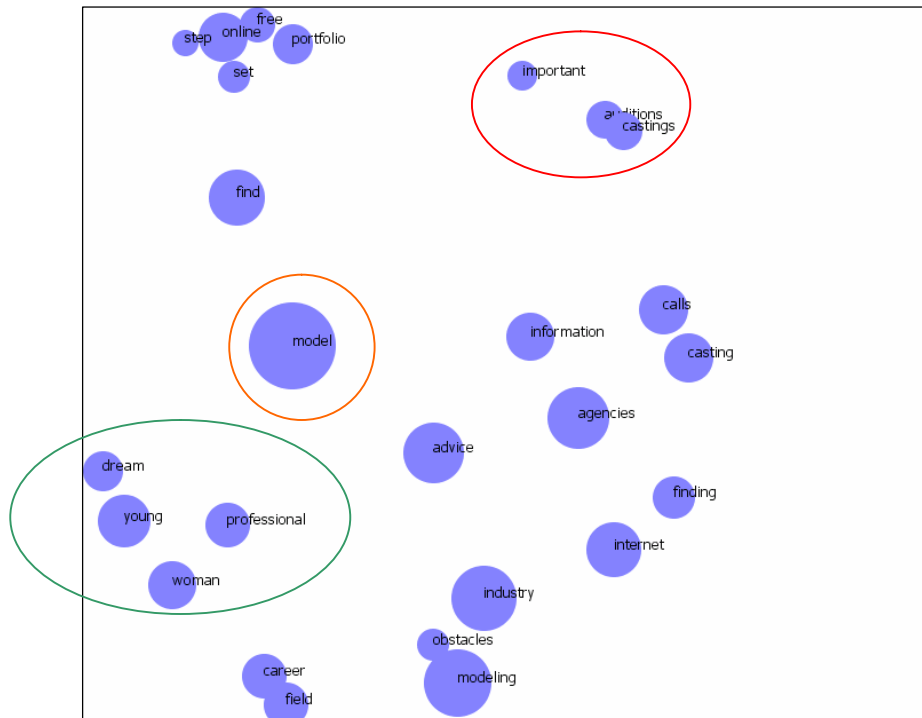 free
online
step
portfolio
set
important
auditions
castings
find
calls
information
model
casting
agencies
advice
dream
finding
young
professional
internet
woman
industry
obstacles
career
modeling
field